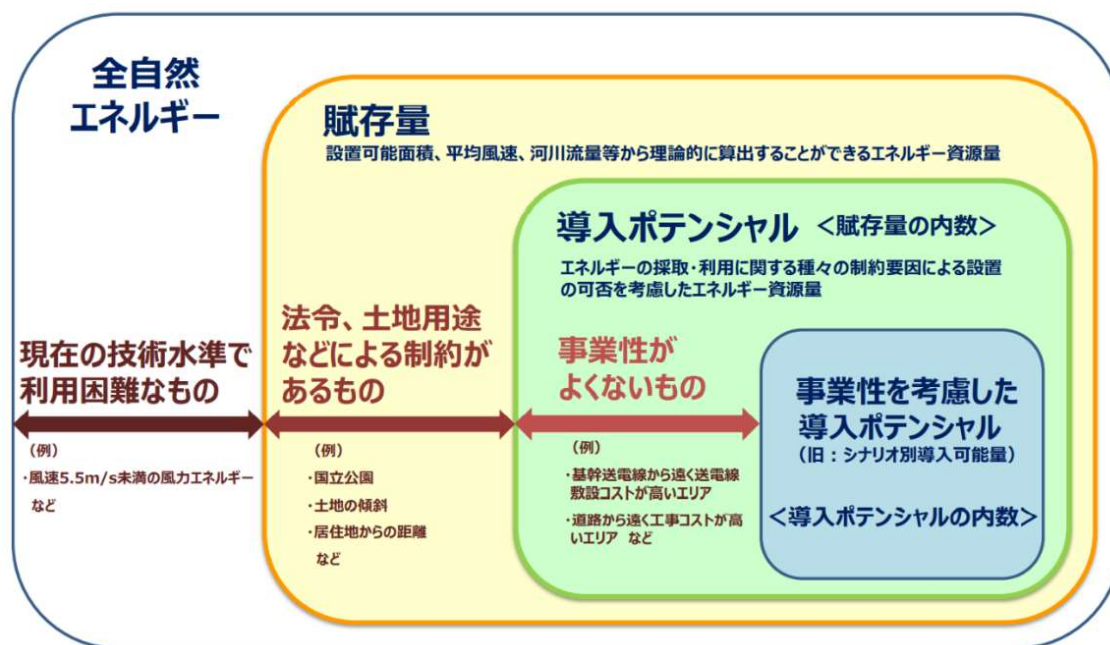 全自然
エネルギー
賦存量
設置可能面積、平均風速、河川流量等から理論的に算出することができるエネルギー資源量
導入ポテンシャル <賦存量の内数>
エネルギーの採取・利用に関する種々の制約要因による設置
の可否を考慮したエネルギー資源量
現在の技術水準で
利用困難なもの
(例)
・風速5.5m/s未満の風力エネルギー
など
法令、土地用途
などによる制約が
あるもの
(例)
・国立公園
・土地の傾斜
・居住地からの距離
など
事業性が
よくないもの
(例)
・基幹送電線から遠く送電線
敷設コストが高いエリア
・道路から遠く工事コストが高
いエリア など
事業性を考慮した
導入ポテンシャル
(旧：シナリオ別導入可能量)
<導入ポテンシャルの内数>